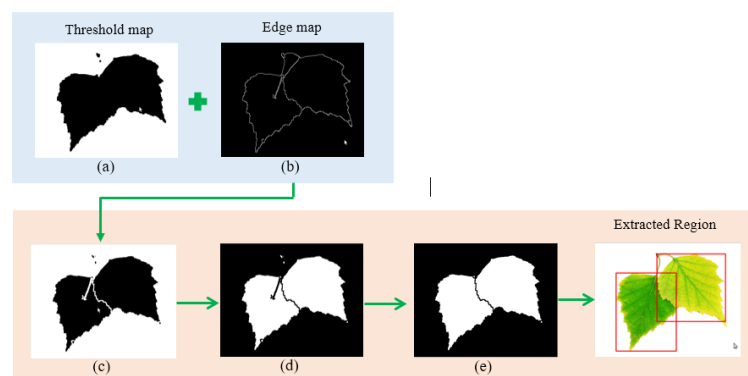 Threshold map
Edge map
(a)
(b)
Extracted Region
(c)
(d)
(e)